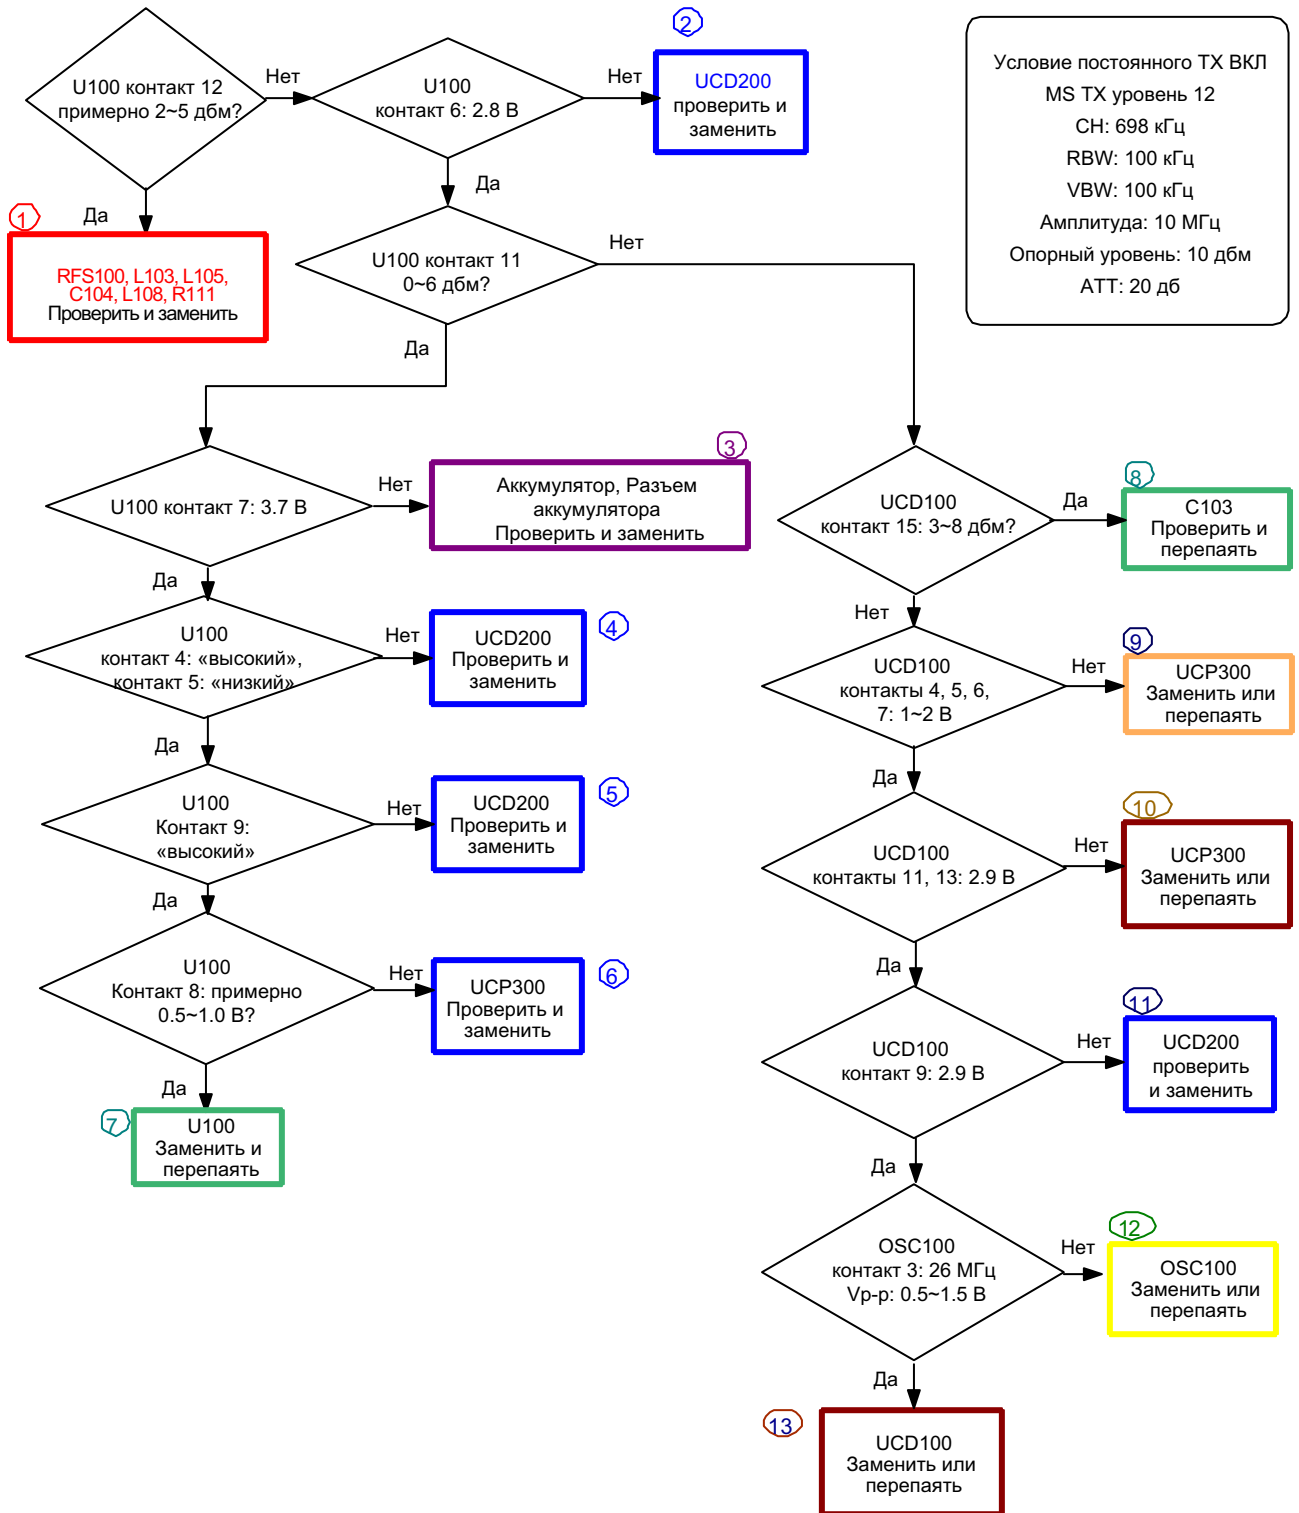 2
U100 контакт 12
примерно 2~5 дбм?
Нет
U100
контакт 6: 2.8 В
Нет
UCD200
проверить и
заменить
Условие постоянного TX ВКЛ
MS TX уровень 12
CH: 698 кГц
RBW: 100 кГц
VBW: 100 кГц
Амплитуда: 10 МГц
Опорный уровень: 10 дбм
АТТ: 20 дб
Да
Да
1
RFS100, L103, L105,
C104, L108, R111
Проверить и заменить
U100 контакт 11
0~6 дбм?
Нет
Да
U100 контакт 7: 3.7 В
Нет
3
Аккумулятор, Разъем
аккумулятора
Проверить и заменить
Да
U100
контакт 4: «высокий»,
контакт 5: «низкий»
Нет
UCD200
Проверить и
заменить
4
Да
U100
Контакт 9:
«высокий»
Нет
UCD200
Проверить и
заменить
5
Да
U100
Контакт 8: примерно
0.5~1.0 В?
Нет
UCP300
Проверить и
заменить
6
Да
7
U100
Заменить и
перепаять
UCD100
контакт 15: 3~8 дбм?
Да
8
C103
Проверить и
перепаять
Нет
UCD100
контакты 4, 5, 6,
7: 1~2 В
Нет
9
UCP300
Заменить или
перепаять
Да
UCD100
контакты 11, 13: 2.9 В
Нет
10
UCP300
Заменить или
перепаять
Да
UCD100
контакт 9: 2.9 В
Нет
11
UCD200
проверить
и заменить
Да
OSC100
контакт 3: 26 МГц
Vp-p: 0.5~1.5 В
Нет
12
OSC100
Заменить или
перепаять
Да
13
UCD100
Заменить или
перепаять